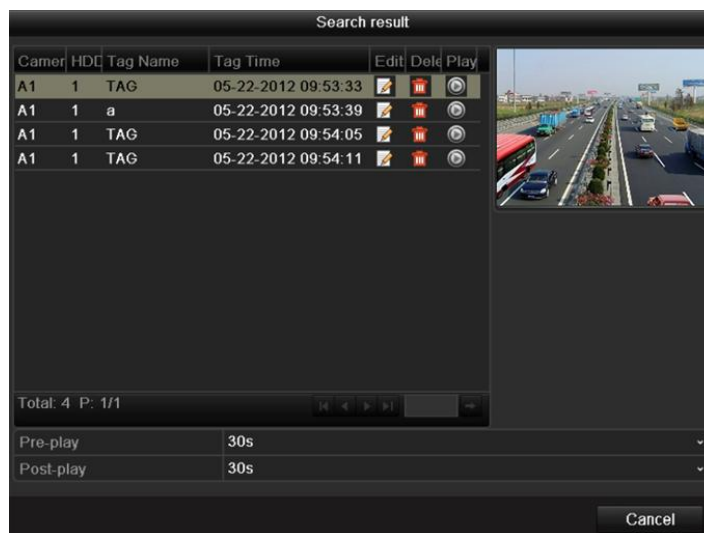 Search result
Camer HDD Tag Name Tag Time Edit Dele Play
A1 1 TAG 05-22-2012 09:53:33
A1 1 a 05-22-2012 09:53:39
A1 1 TAG 05-22-2012 09:54:05
A1 1 TAG 05-22-2012 09:54:11
Total: 4 P: 1/1
Pre-play 30s
Post-play 30s
Cancel